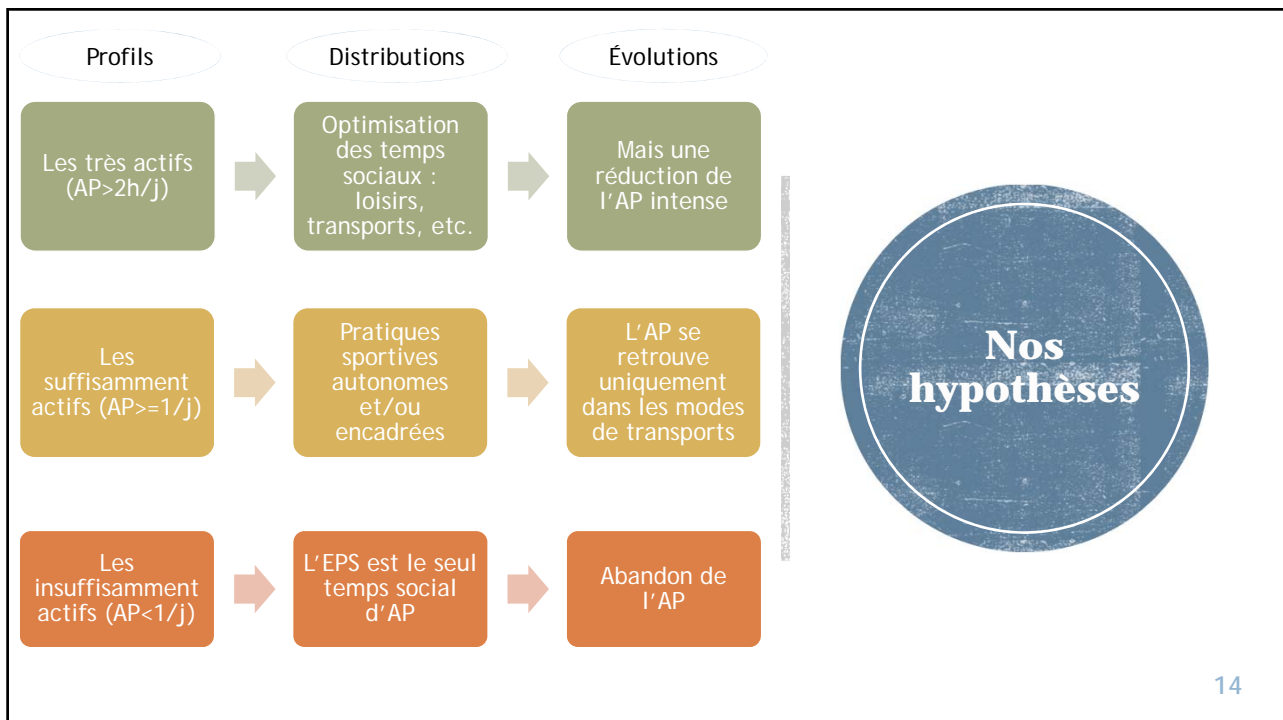 Profils
Distributions
Évolutions
Les très actifs
(AP>2h/j)
Optimisation
des temps
sociaux :
loisirs,
transports, etc.
Mais une
réduction de
l'AP intense
Les
suffisamment
actifs (AP>=1/j)
Pratiques
sportives
autonomes
et/ou
encadrées
L'AP se
retrouve
uniquement
dans les modes
de transports
Les
insuffisamment
actifs (AP<1/j)
L'EPS est le seul
temps social
d'AP
Abandon de
l'AP
Nos
hypothèses
14